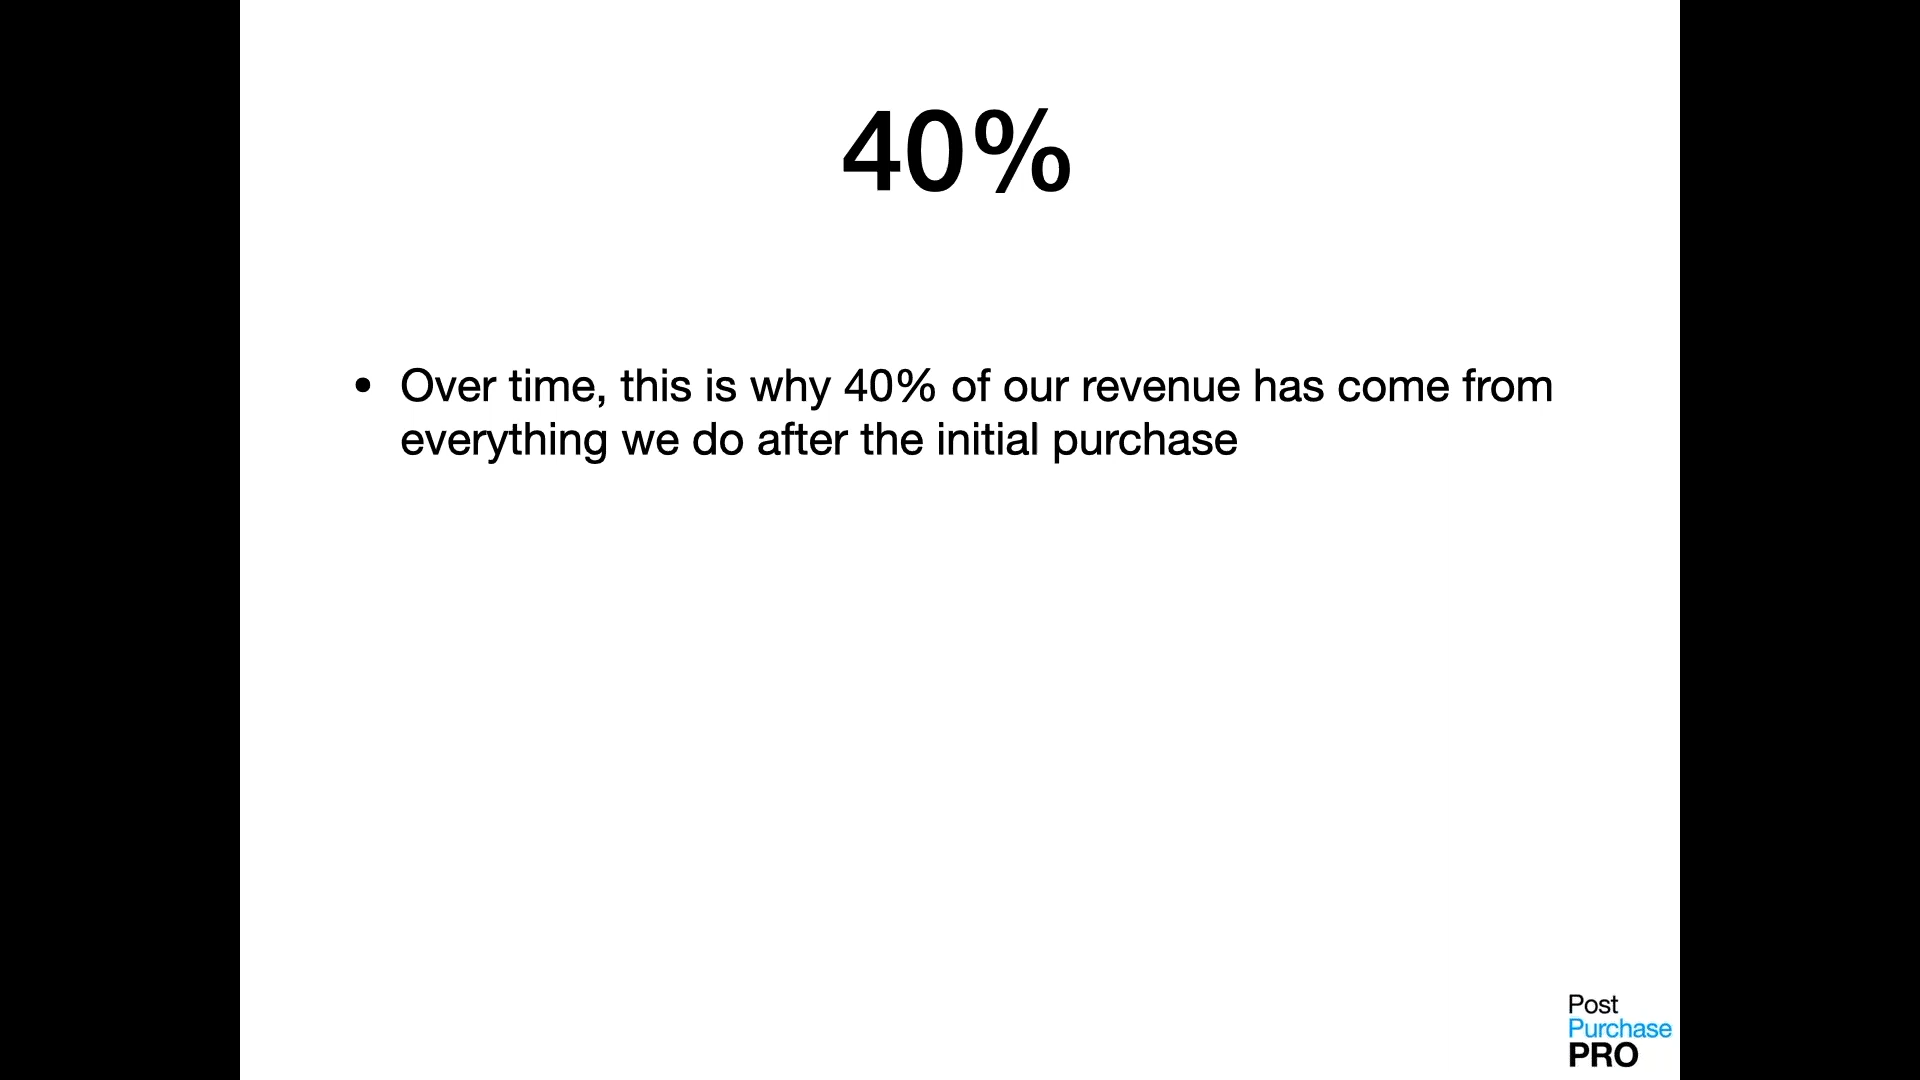 40%
• Over time, this is why 40% of our revenue has come from
everything we do after the initial purchase
Post
Purchase
PRO